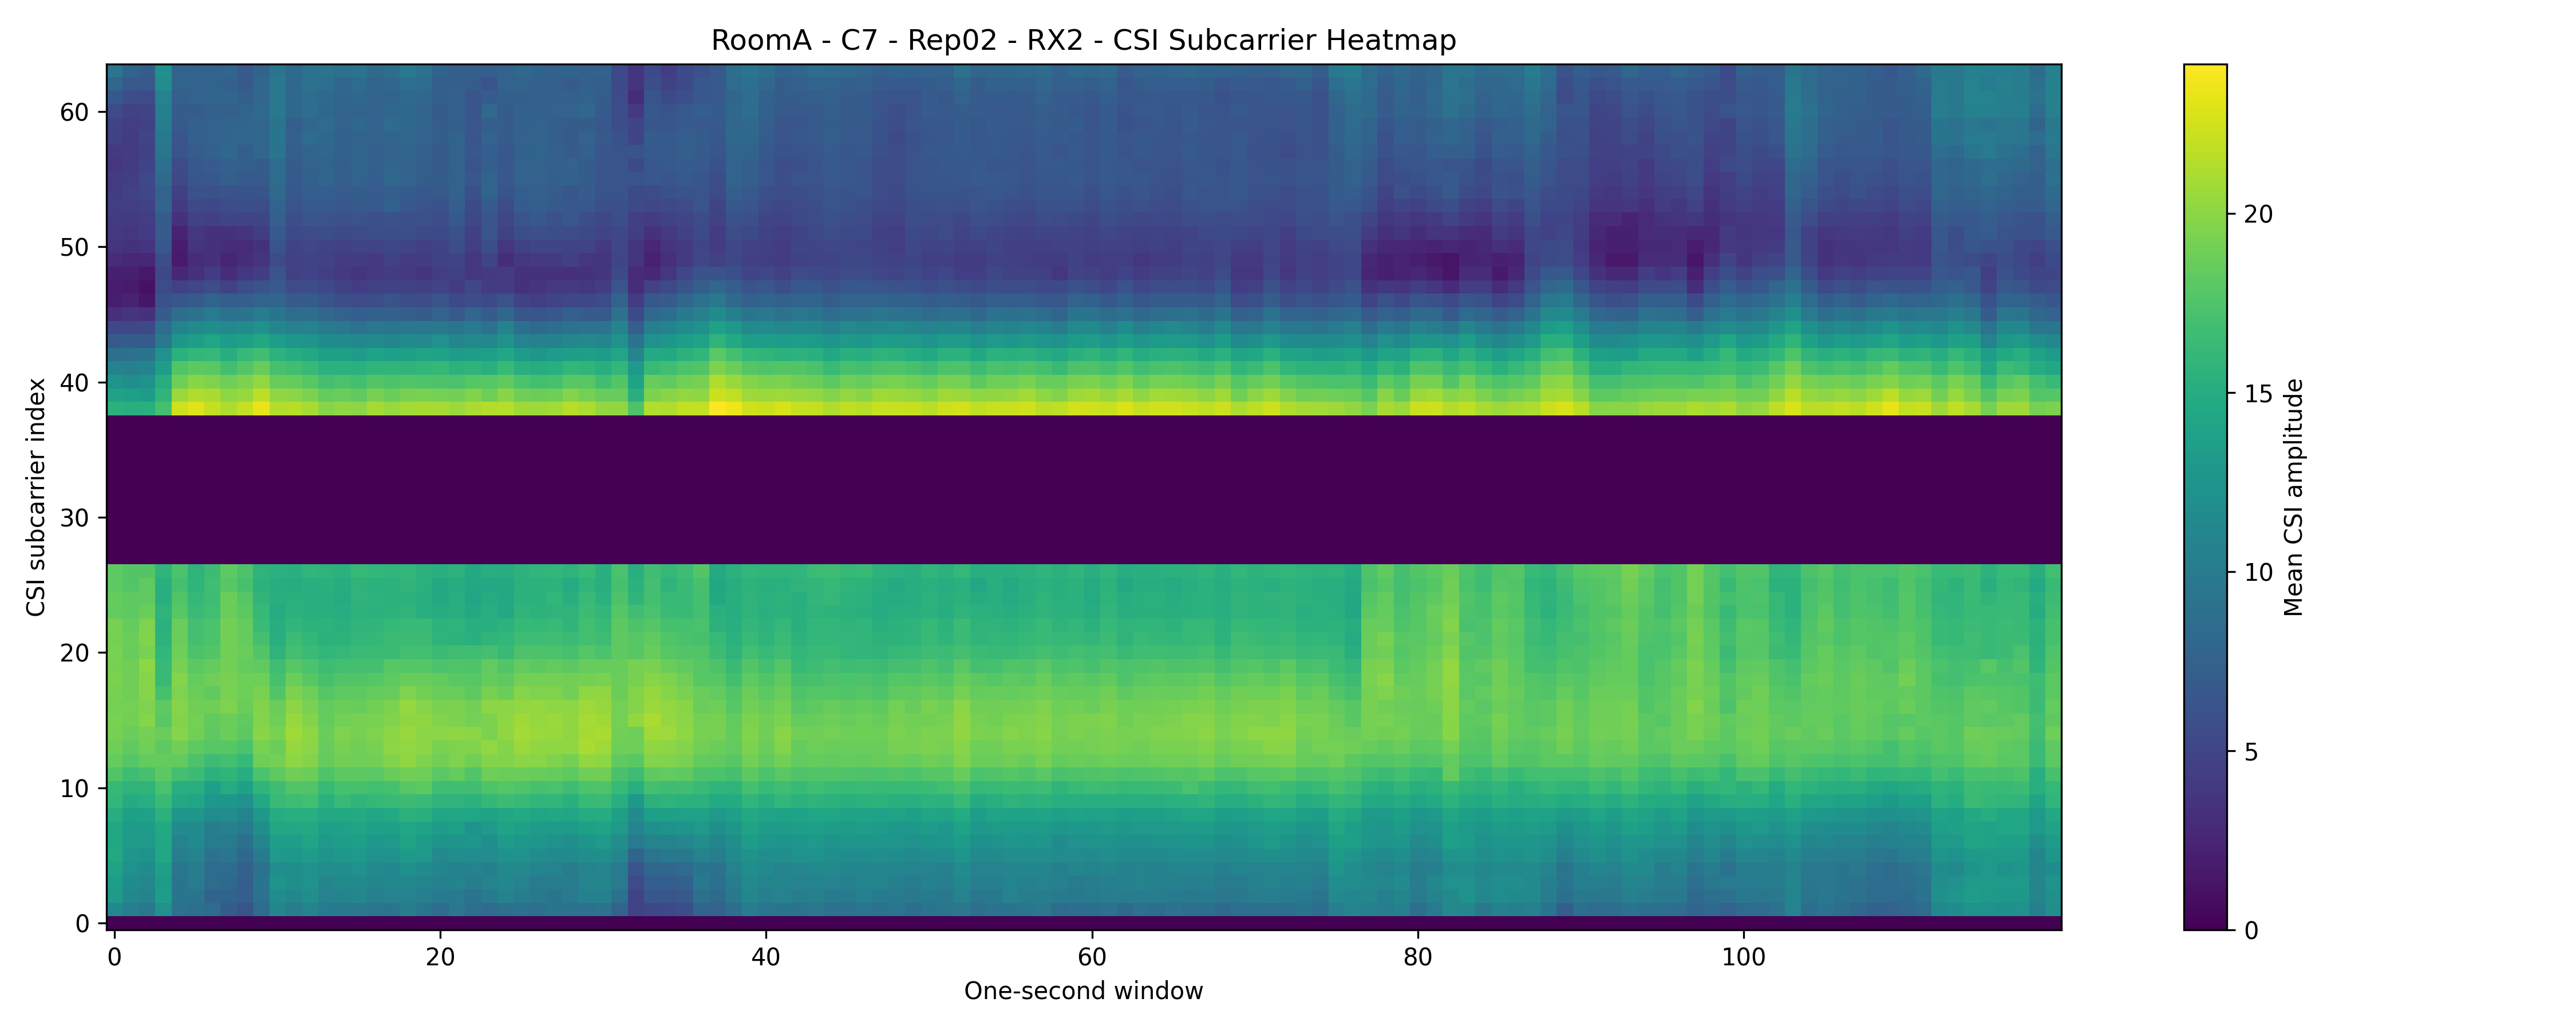 RoomA - C7 - Rep02 - RX2 - CSI Subcarrier Heatmap
CSI subcarrier index
60
50
40
30
20
10
0
0 20 40 60 80 100
One-second window
20
15
10
5
0
Mean CSI amplitude